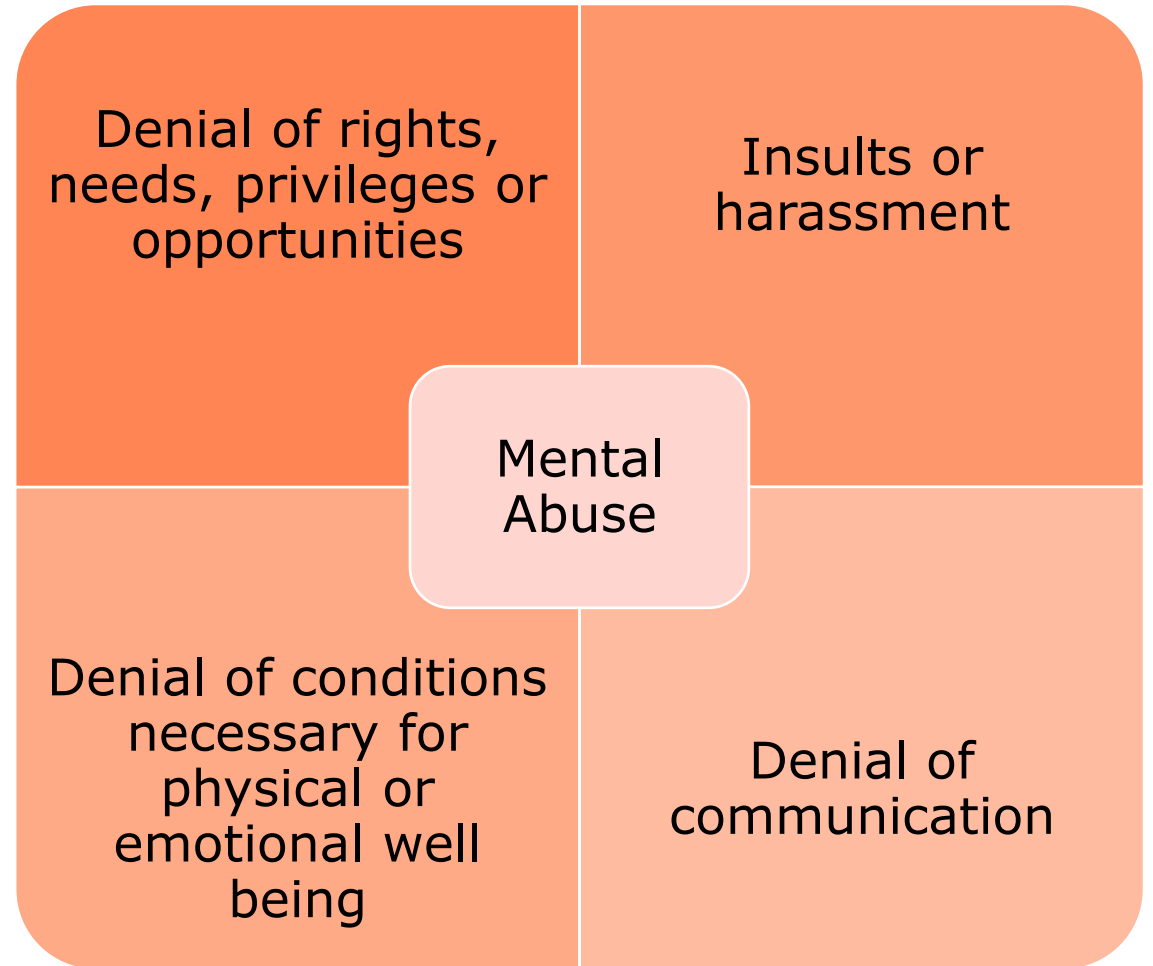 Denial of rights,
needs, privileges or
opportunities
Insults or
harassment
Mental
Abuse
Denial of conditions
necessary for
physical or
emotional well
being
Denial of
communication